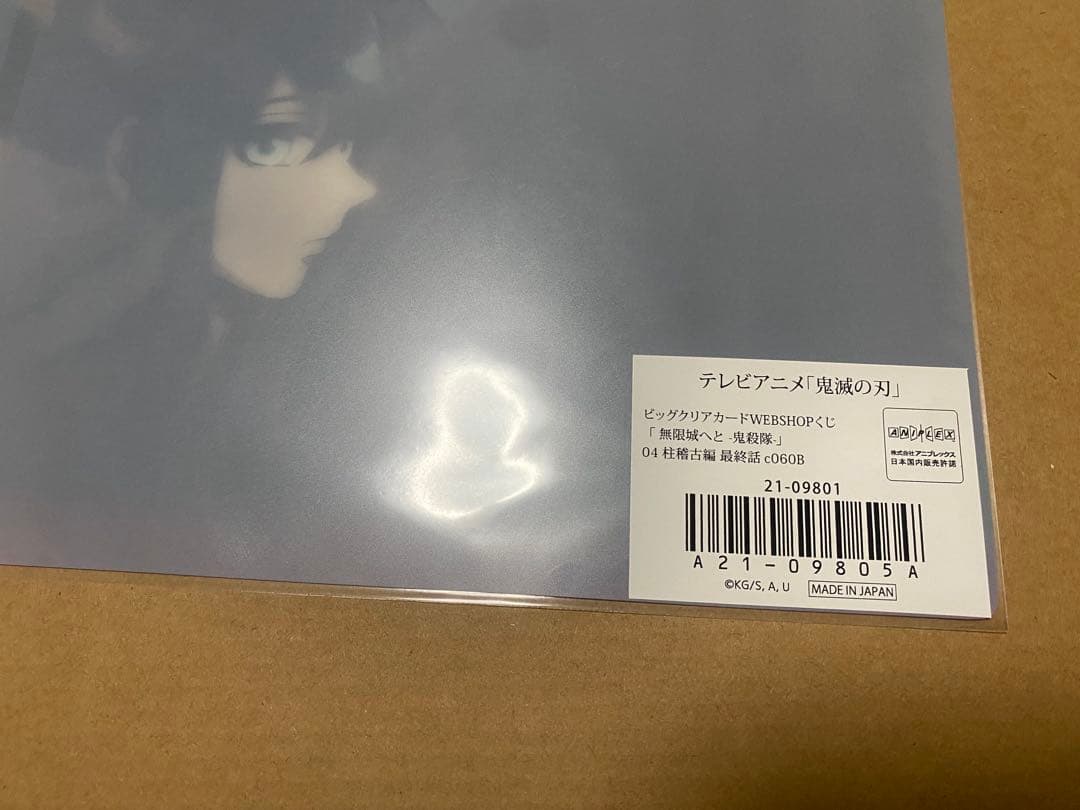 テレビアニメ「鬼滅の刃」
ビッグクリアカードWEBSHOPくじ
「 無限城へと -鬼殺隊-」
04 柱稽古編 最終話 c060B
ANIPLEX
株式会社アニプレックス
日本国内販売許諾
21-09801
A21-09805A
©KG/S, A, U MADE IN JAPAN